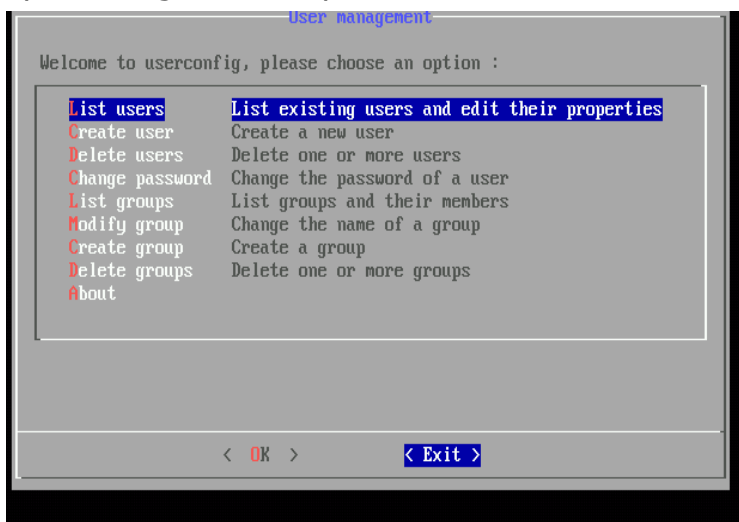 User management
Welcome to userconfig, please choose an option :
List users List existing users and edit their properties
Create user Create a new user
Delete users Delete one or more users
Change password Change the password of a user
List groups List groups and their members
Modify group Change the name of a group
Create group Create a group
Delete groups Delete one or more groups
About
< OK > < Exit >